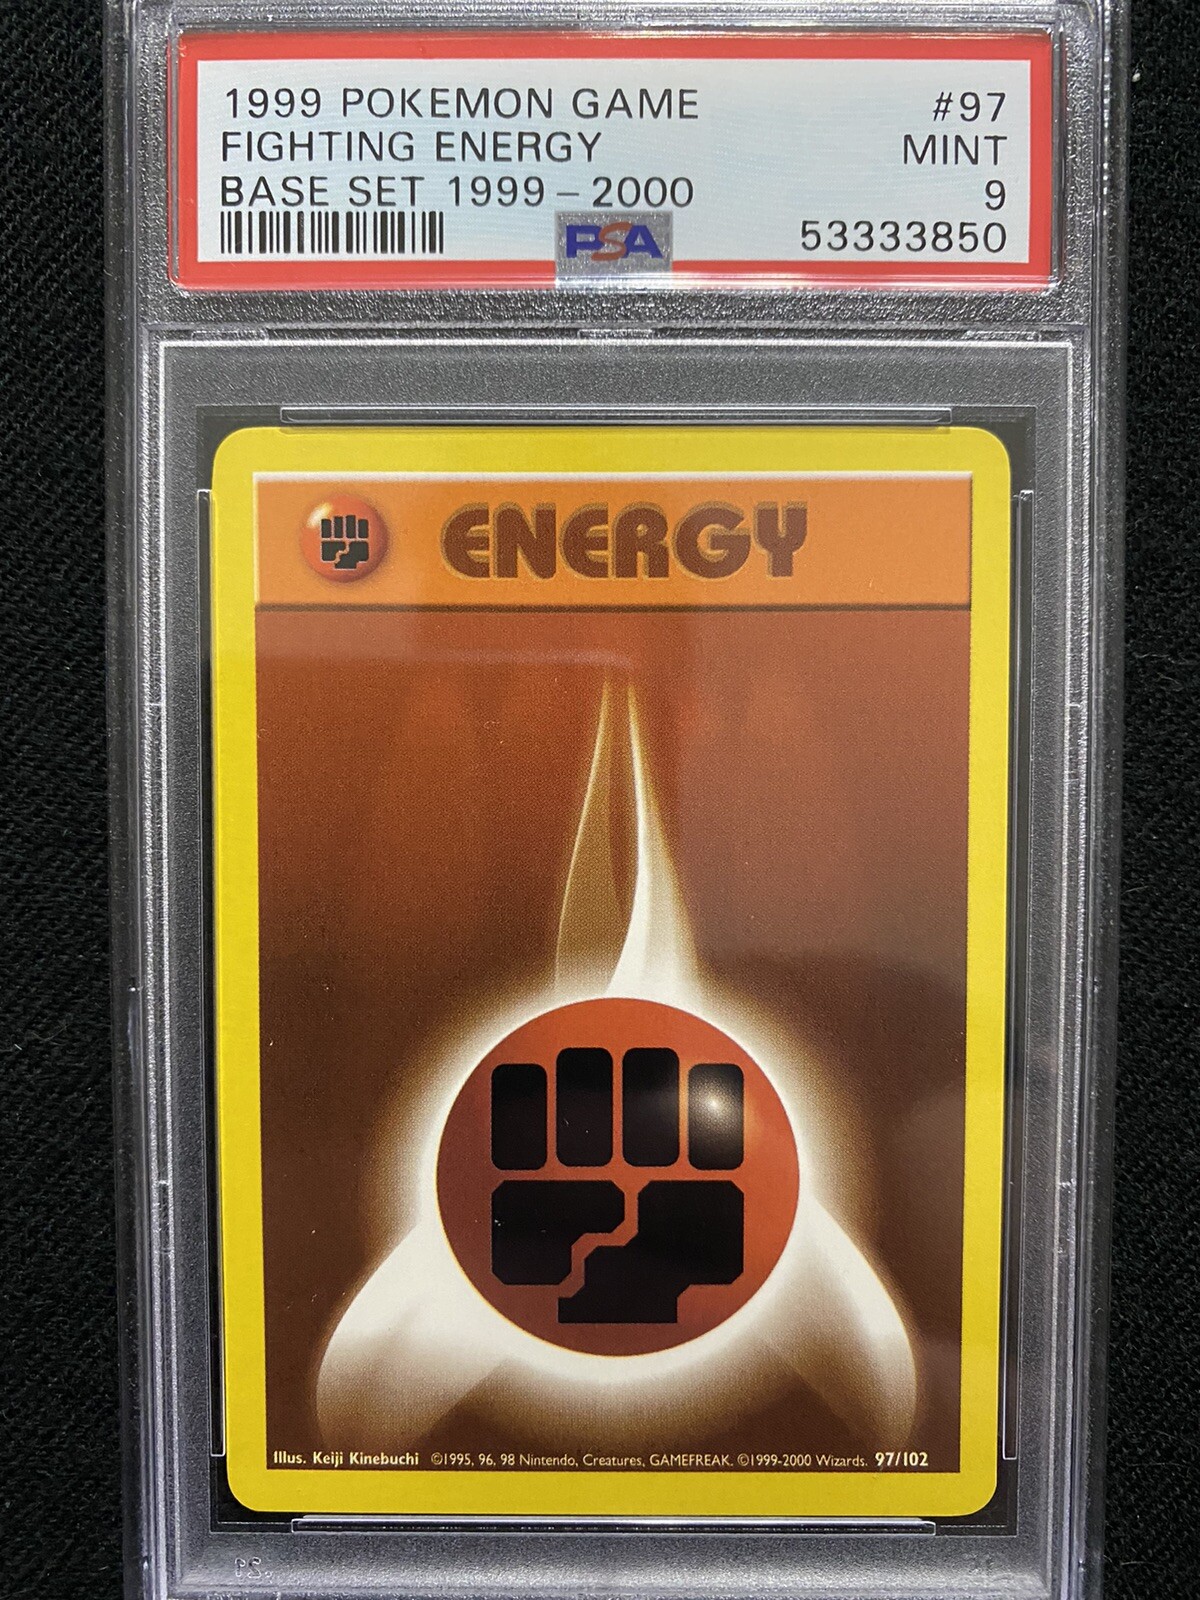 1999 POKEMON GAME #97
FIGHTING ENERGY MINT
BASE SET 1999-2000 9
PSA 53333850
ENERGY
Illus. Keiji Kinebuchi ©1995, 96, 98 Nintendo, Creatures, GAMEFREAK. ©1999-2000 Wizards. 97/102